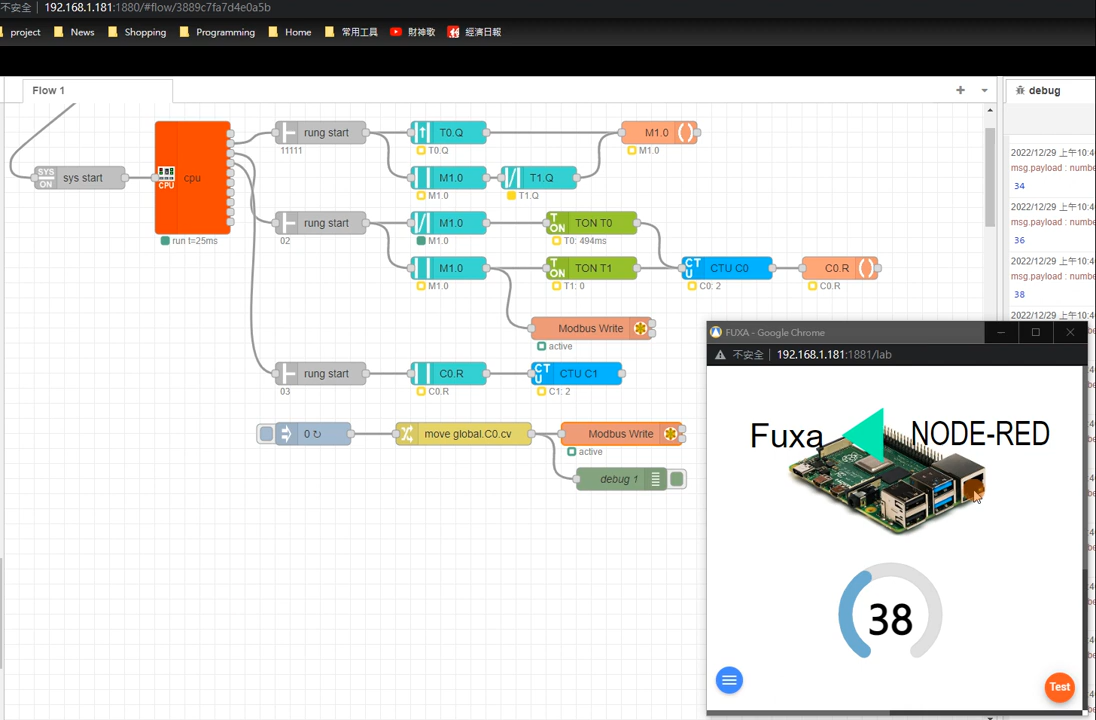 不安全 192.168.1.181:1880/#flow/3889c7fa7d4e0a5b
project News Shopping Programming Home 常用工具 財神歌 經濟日報
Flow 1
debug
rung start
11111
T0.Q
T0.Q
M1.0
M1.0
SYS ON sys start
CPU cpu
run t=25ms
M1.0
M1.0
T1.Q
T1.Q
rung start
02
M1.0
M1.0
T ON TON T0
T0: 494ms
M1.0
M1.0
T ON TON T1
T1: 0
CT U CTU C0
C0: 2
C0.R
C0.R
Modbus Write
active
rung start
03
C0.R
C0.R
CT U CTU C1
C1: 2
0 ↻
move global.C0.cv
Modbus Write
active
debug 1
2022/12/29 上午10:4
msg.payload : numbe
34
2022/12/29 上午10:4
msg.payload : numbe
36
2022/12/29 上午10:4
msg.payload : numbe
38
2022/12/29 上午10:4
FUXA - Google Chrome
不安全 192.168.1.181:1881/lab
Fuxa NODE-RED
38
Test